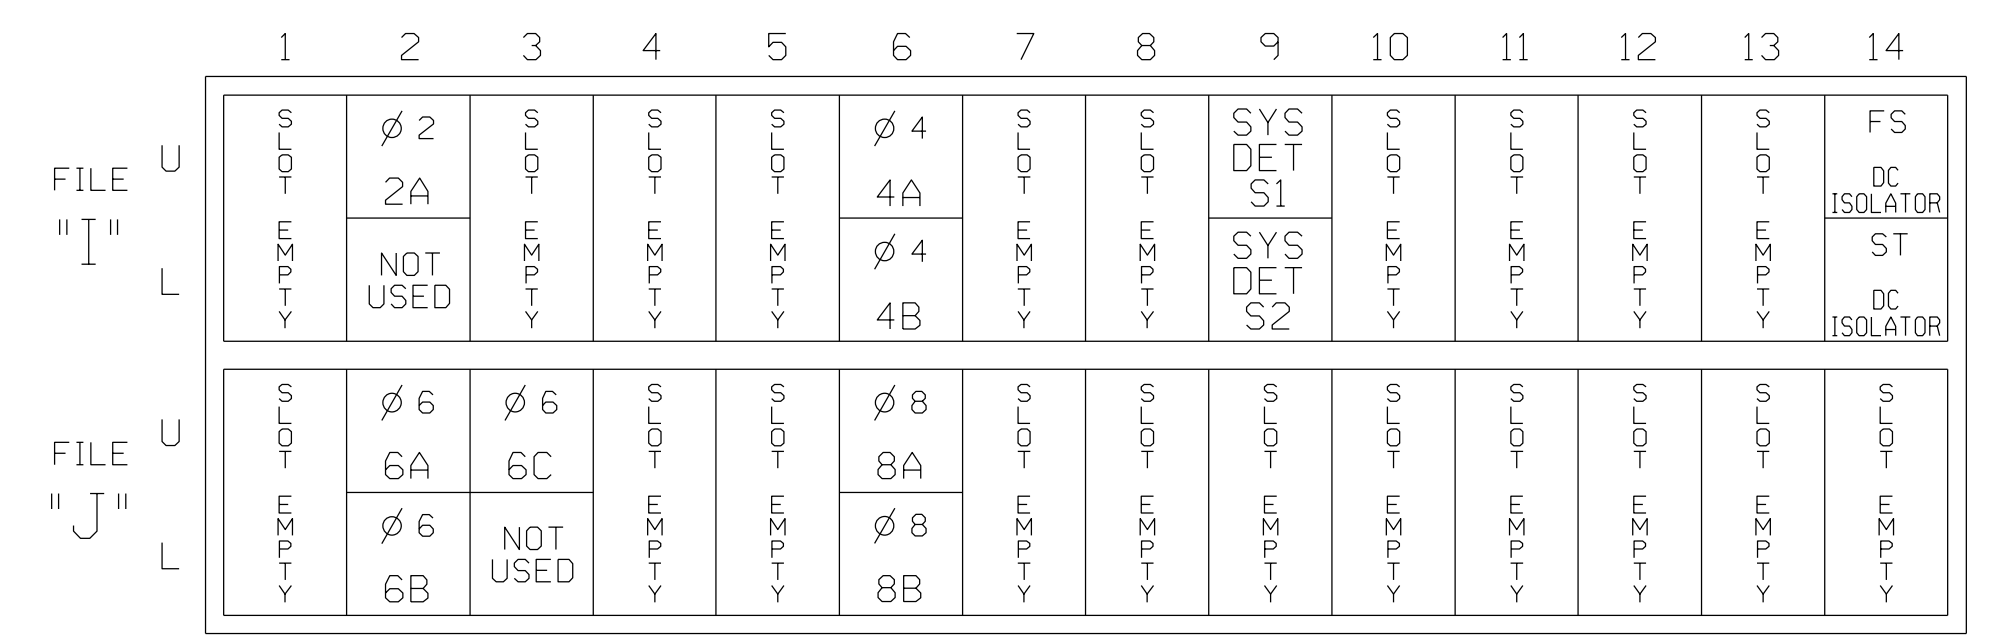 1 2 3 4 5 6 7 8 9 10 11 12 13 14
FILE
"I"
U
L
SLOT EMPTY
Ø 2
2A
NOT
USED
SLOT EMPTY
SLOT EMPTY
SLOT EMPTY
Ø 4
4A
Ø 4
4B
SLOT EMPTY
SLOT EMPTY
SYS
DET
S1
SYS
DET
S2
SLOT EMPTY
SLOT EMPTY
SLOT EMPTY
SLOT EMPTY
FS
DC
ISOLATOR
ST
DC
ISOLATOR
FILE
"J"
U
L
SLOT EMPTY
Ø 6
6A
Ø 6
6B
Ø 6
6C
NOT
USED
SLOT EMPTY
SLOT EMPTY
Ø 8
8A
Ø 8
8B
SLOT EMPTY
SLOT EMPTY
SLOT EMPTY
SLOT EMPTY
SLOT EMPTY
SLOT EMPTY
SLOT EMPTY
SLOT EMPTY